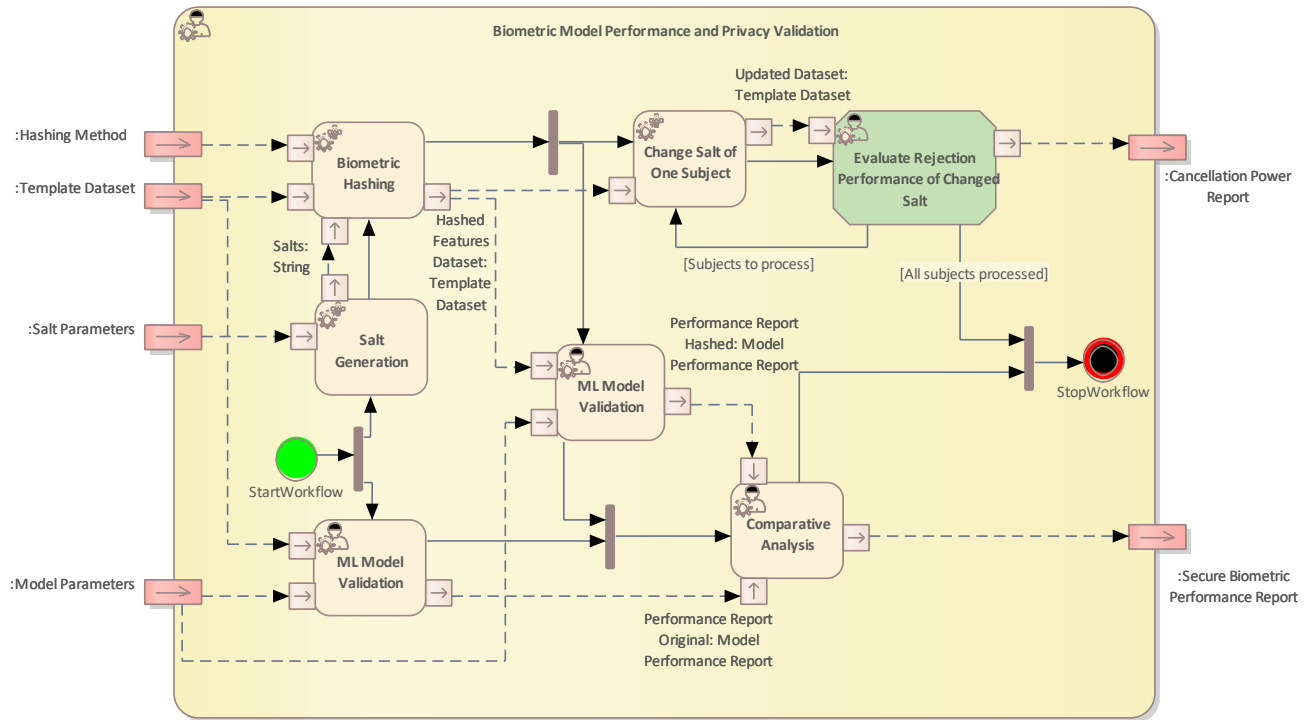 Biometric Model Performance and Privacy Validation
:Hashing Method
:Template Dataset
:Salt Parameters
:Model Parameters
Biometric
Hashing
Salts:
String
Hashed
Features
Dataset:
Template
Dataset
Salt
Generation
StartWorkflow
ML Model
Validation
Change Salt of
One Subject
Updated Dataset:
Template Dataset
Evaluate Rejection
Performance of Changed
Salt
[Subjects to process]
[All subjects processed]
:Cancellation Power
Report
ML Model
Validation
Performance Report
Hashed: Model
Performance Report
StopWorkflow
Comparative
Analysis
Performance Report
Original: Model
Performance Report
:Secure Biometric
Performance Report